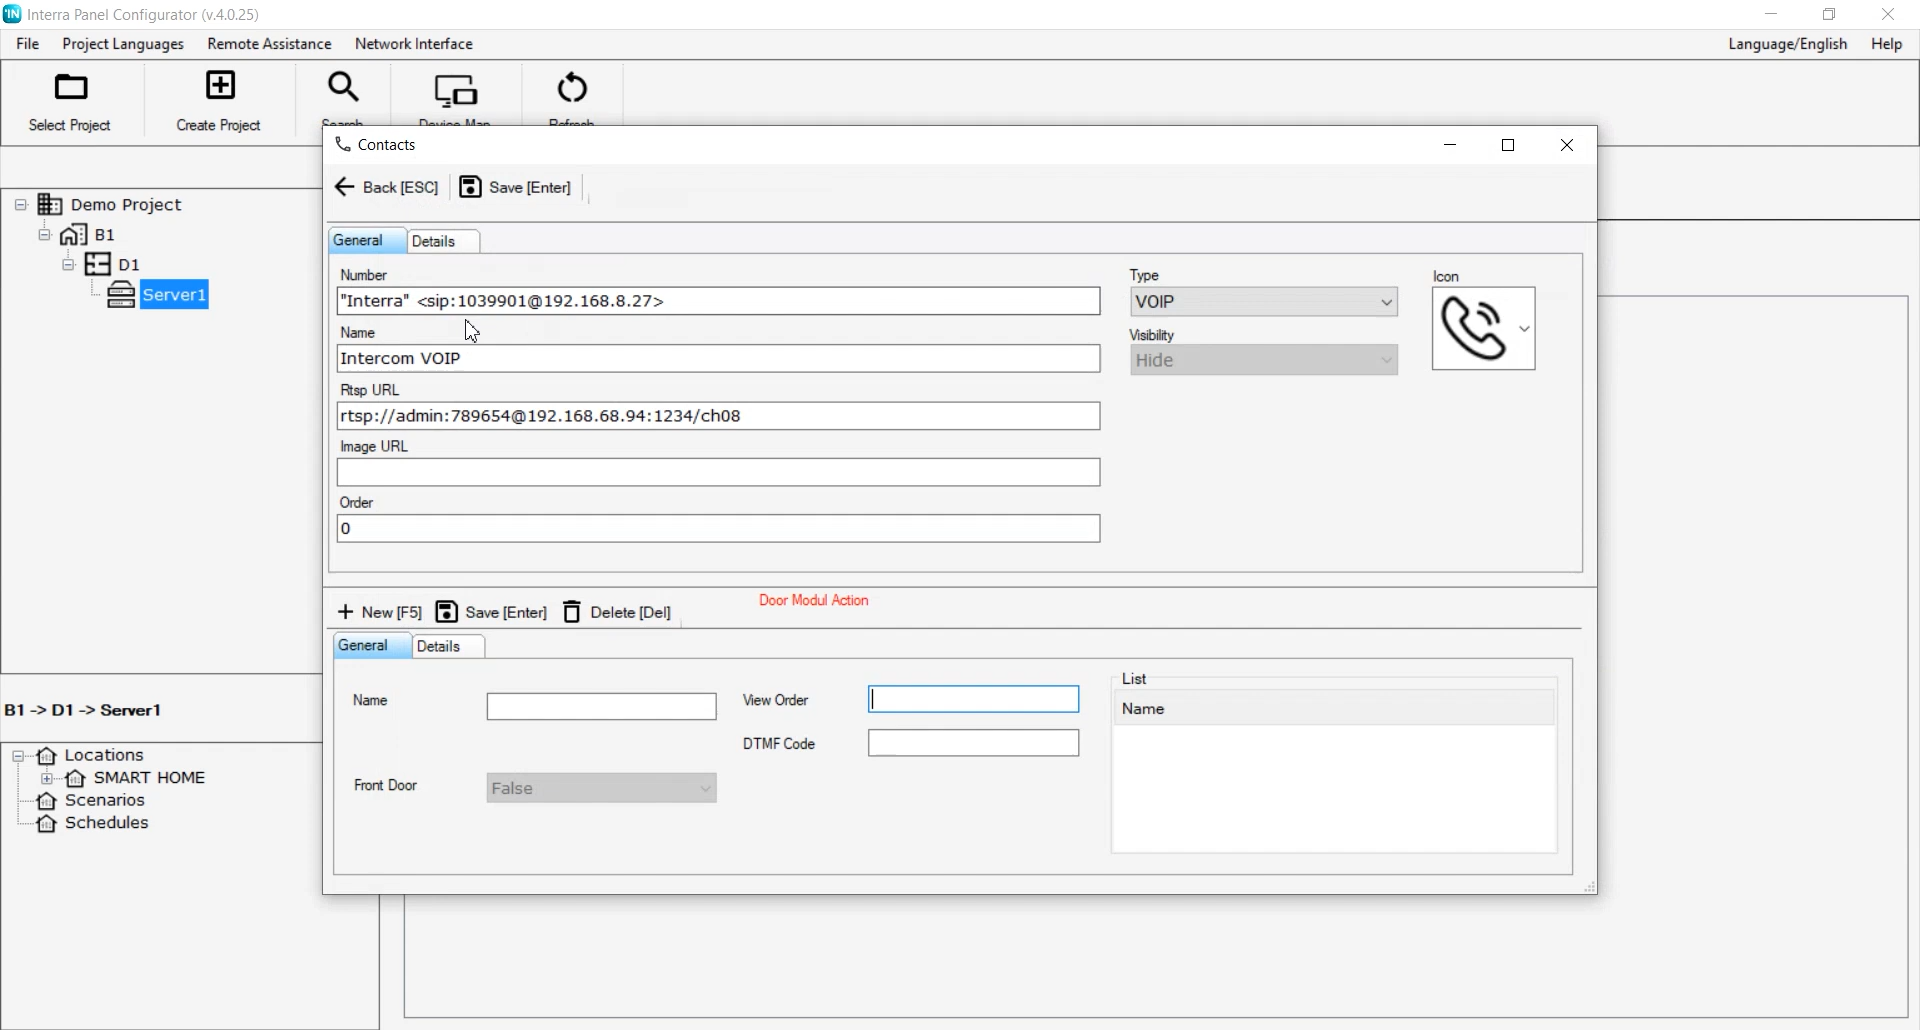 Interra Panel Configurator (v.4.0.25)
File Project Languages Remote Assistance Network Interface Language/English Help
Select Project Create Project Search Device Map Refresh
Contacts
Back [ESC] Save [Enter]
Demo Project
B1
D1
Server1
General Details
Number
"Interra" <sip:1039901@192.168.8.27>
Name
Intercom VOIP
Rtsp URL
rtsp://admin:789654@192.168.68.94:1234/ch08
Image URL
Order
0
Type
VOIP
Visibility
Hide
Icon
New [F5] Save [Enter] Delete [Del]
Door Modul Action
General Details
Name
View Order
DTMF Code
Front Door
False
List
Name
B1 -> D1 -> Server1
Locations
SMART HOME
Scenarios
Schedules